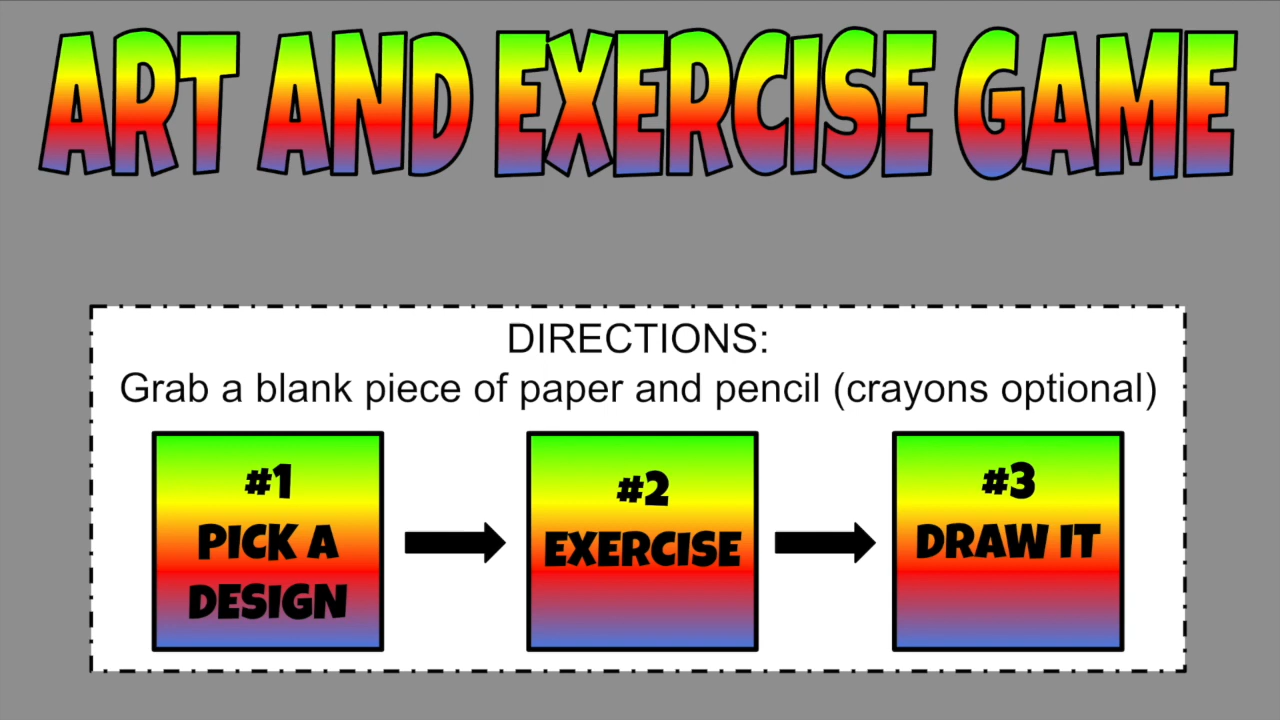 ART AND EXERCISE GAME
DIRECTIONS:
Grab a blank piece of paper and pencil (crayons optional)
#1
PICK A
DESIGN
#2
EXERCISE
#3
DRAW IT